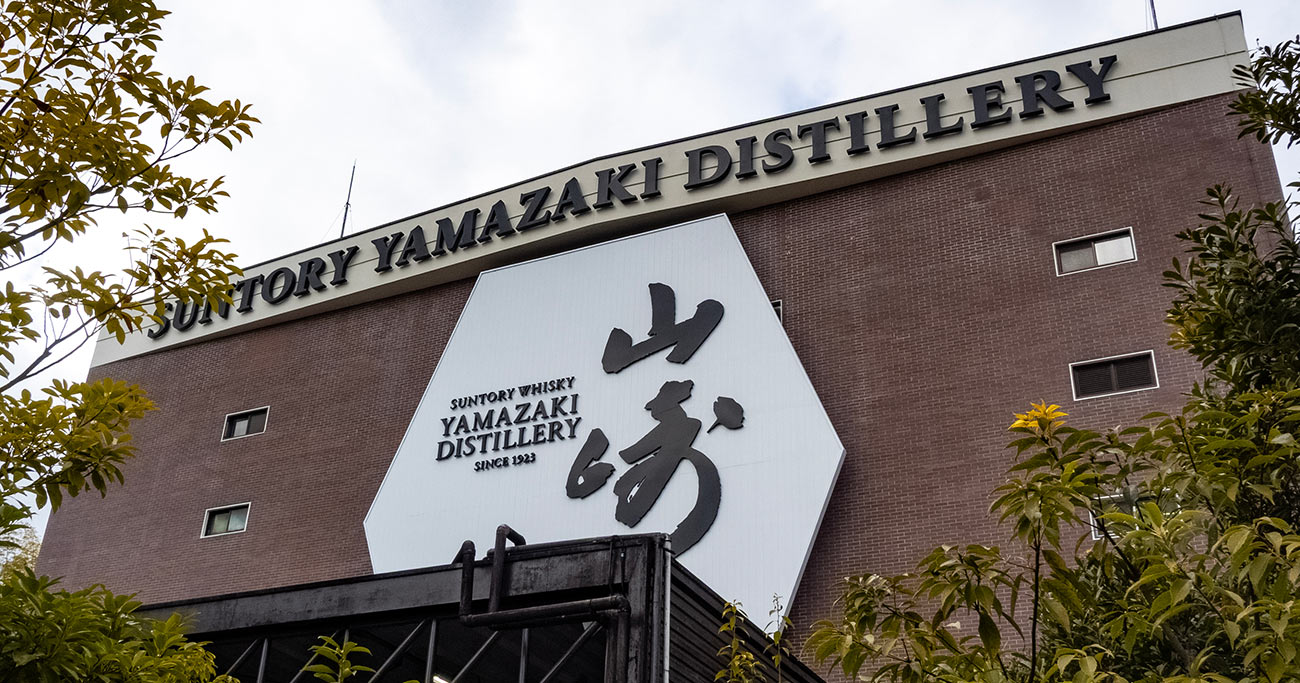 SUNTORY YAMAZAKI DISTILLERY
SUNTORY WHISKY
YAMAZAKI
DISTILLERY
SINCE 1923
山崎